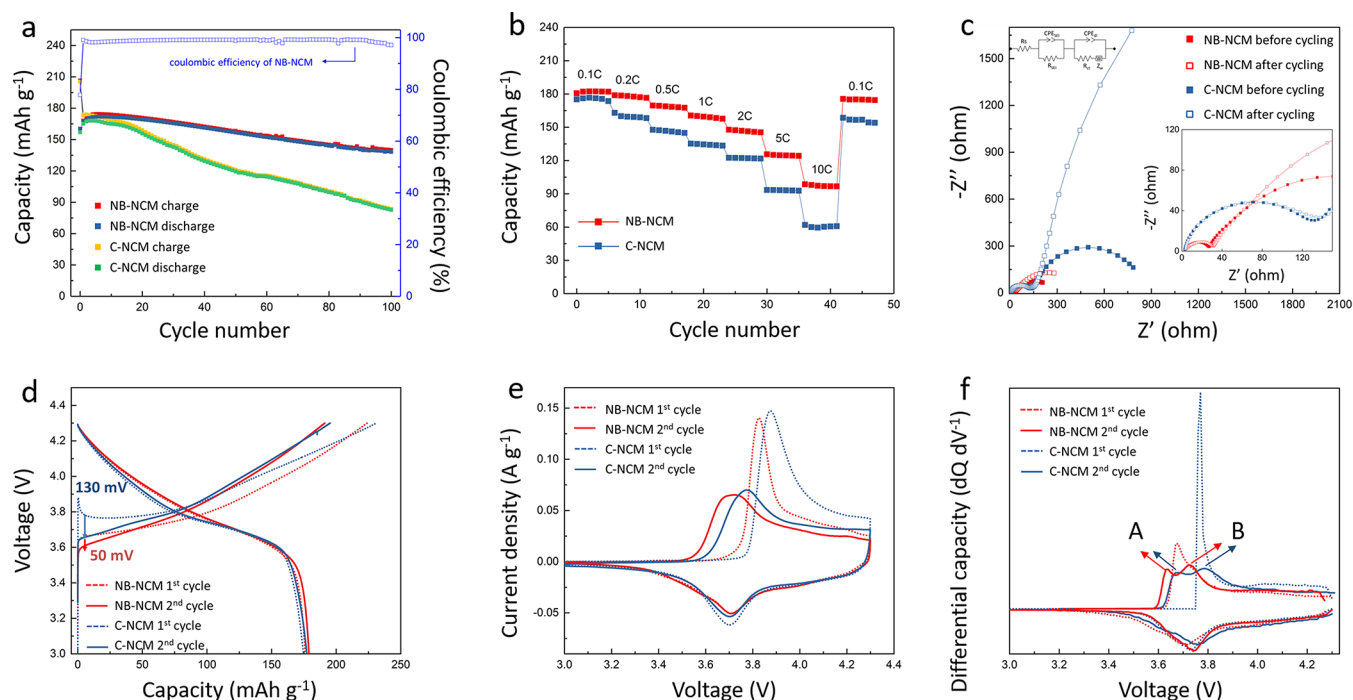 a
Capacity (mAh g⁻¹)
270
240
210
180
150
120
90
60
30
0
coulombic efficiency of NB-NCM
NB-NCM charge
NB-NCM discharge
C-NCM charge
C-NCM discharge
0 20 40 60 80 100
Cycle number
100
80
60
40
20
0
Coulombic efficiency (%)
b
Capacity (mAh g⁻¹)
240
210
180
150
120
90
60
30
0
0.1C
0.2C
0.5C
1C
2C
5C
10C
0.1C
NB-NCM
C-NCM
0 10 20 30 40 50
Cycle number
c
-Z′′ (ohm)
1500
1200
900
600
300
0
Rs
CPE_SEI
R_SEI
CPE_dl
R_ct
Z_w
NB-NCM before cycling
NB-NCM after cycling
C-NCM before cycling
C-NCM after cycling
-Z′′ (ohm)
80
40
0
40 80 120
Z′ (ohm)
0 300 600 900 1200 1500 1800 2100
Z′ (ohm)
d
Voltage (V)
4.4
4.2
4.0
3.8
3.6
3.4
3.2
3.0
130 mV
50 mV
NB-NCM 1st cycle
NB-NCM 2nd cycle
C-NCM 1st cycle
C-NCM 2nd cycle
0 50 100 150 200 250
Capacity (mAh g⁻¹)
e
Current density (A g⁻¹)
0.15
0.10
0.05
0.00
-0.05
NB-NCM 1st cycle
NB-NCM 2nd cycle
C-NCM 1st cycle
C-NCM 2nd cycle
3.0 3.2 3.4 3.6 3.8 4.0 4.2 4.4
Voltage (V)
f
Differential capacity (dQ dV⁻¹)
NB-NCM 1st cycle
NB-NCM 2nd cycle
C-NCM 1st cycle
C-NCM 2nd cycle
A
B
3.0 3.3 3.6 3.9 4.2
Voltage (V)